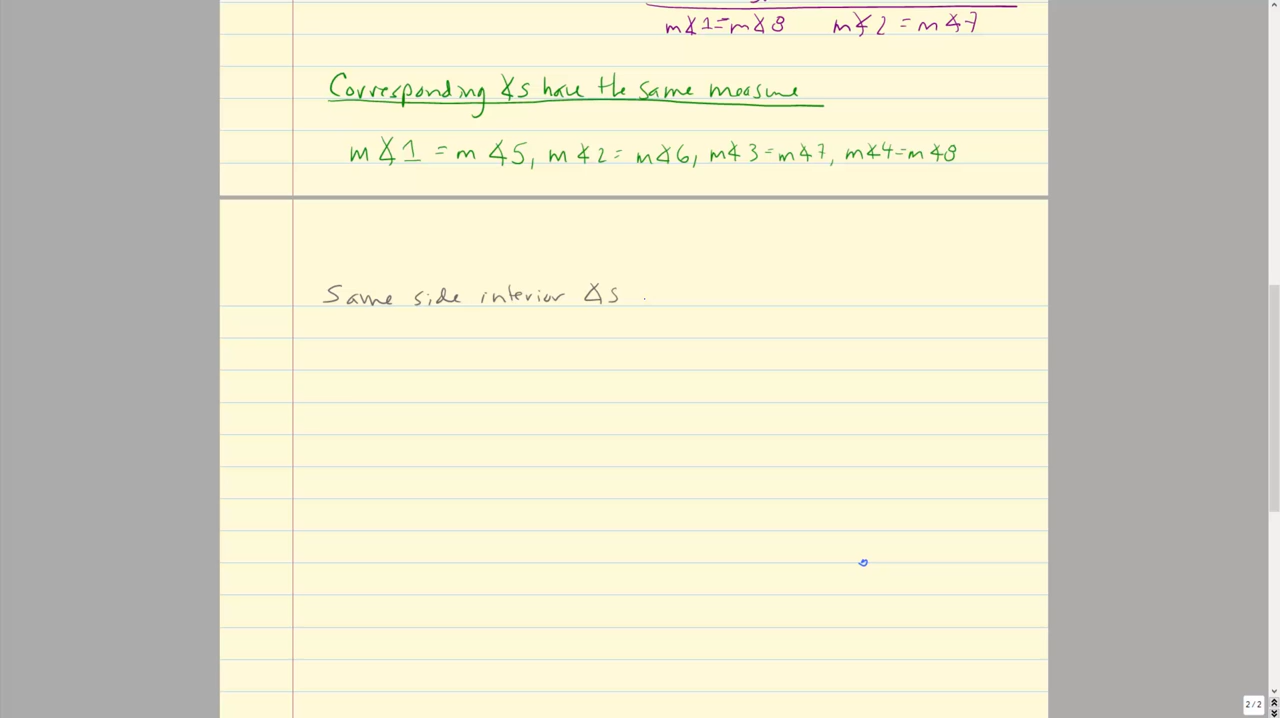 m∡1=m∡8 m∡2=m∡7
Corresponding ∡s have the same measure
m∡1=m∡5, m∡2=m∡6, m∡3=m∡7, m∡4=m∡8
Same side interior ∡s
2/2